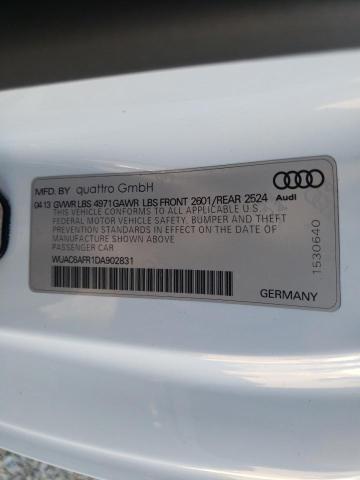 MFD. BY quattro GmbH
04 13 GVWR LBS 4971 GAWR LBS FRONT 2601/REAR 2524
THIS VEHICLE CONFORMS TO ALL APPLICABLE U.S.
FEDERAL MOTOR VEHICLE SAFETY, BUMPER AND THEFT
PREVENTION STANDARDS IN EFFECT ON THE DATE OF
MANUFACTURE SHOWN ABOVE
PASSENGER CAR
WUAC6AFR1DA902831
Audi
1530640
GERMANY